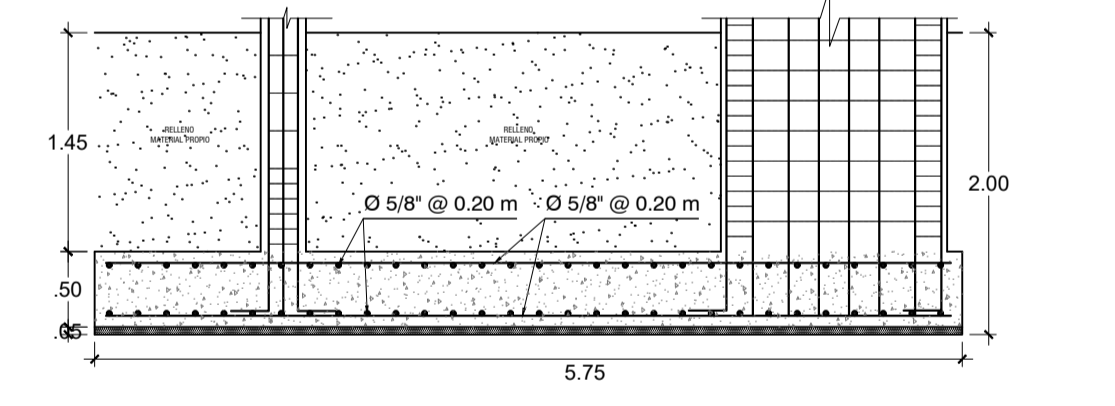 RELLENO
MATERIAL PROPIO
RELLENO
MATERIAL PROPIO
1.45
2.00
Ø 5/8" @ 0.20 m
Ø 5/8" @ 0.20 m
.50
.05
5.75